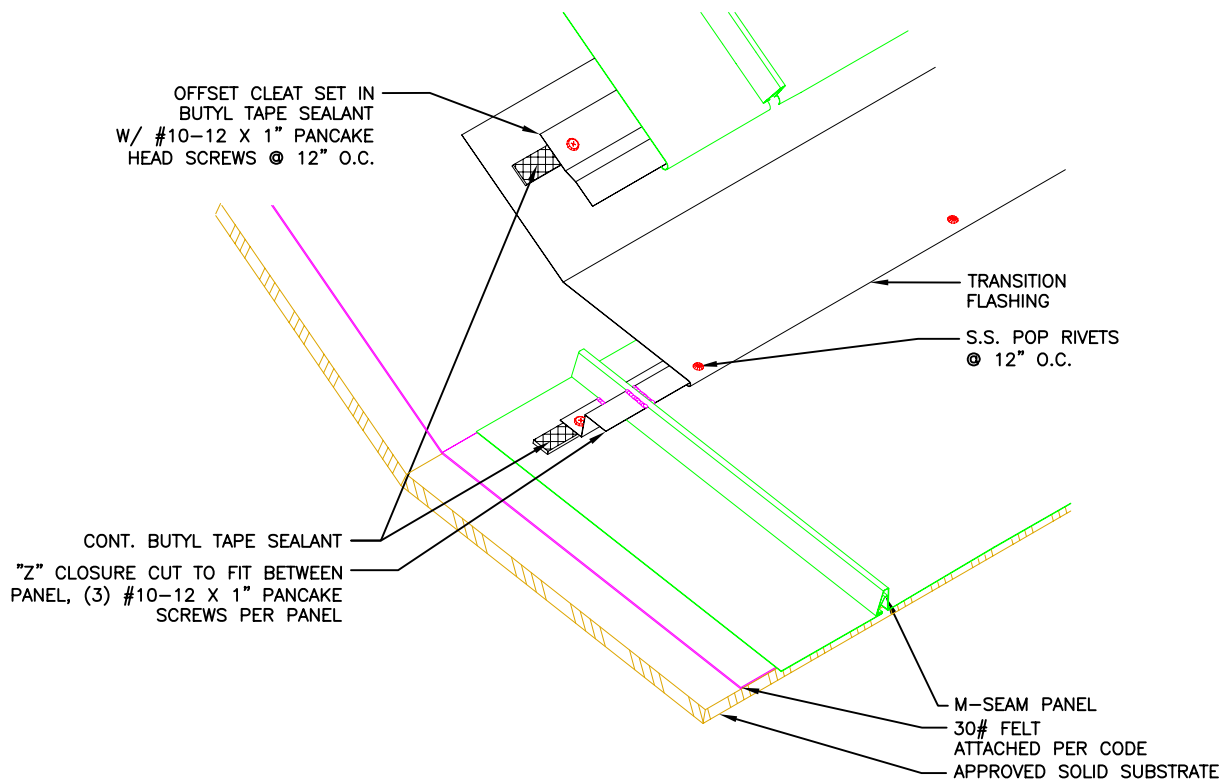 OFFSET CLEAT SET IN
BUTYL TAPE SEALANT
W/ #10-12 X 1" PANCAKE
HEAD SCREWS @ 12" O.C.
TRANSITION
FLASHING
S.S. POP RIVETS
@ 12" O.C.
CONT. BUTYL TAPE SEALANT
"Z" CLOSURE CUT TO FIT BETWEEN
PANEL, (3) #10-12 X 1" PANCAKE
SCREWS PER PANEL
M-SEAM PANEL
30# FELT
ATTACHED PER CODE
APPROVED SOLID SUBSTRATE